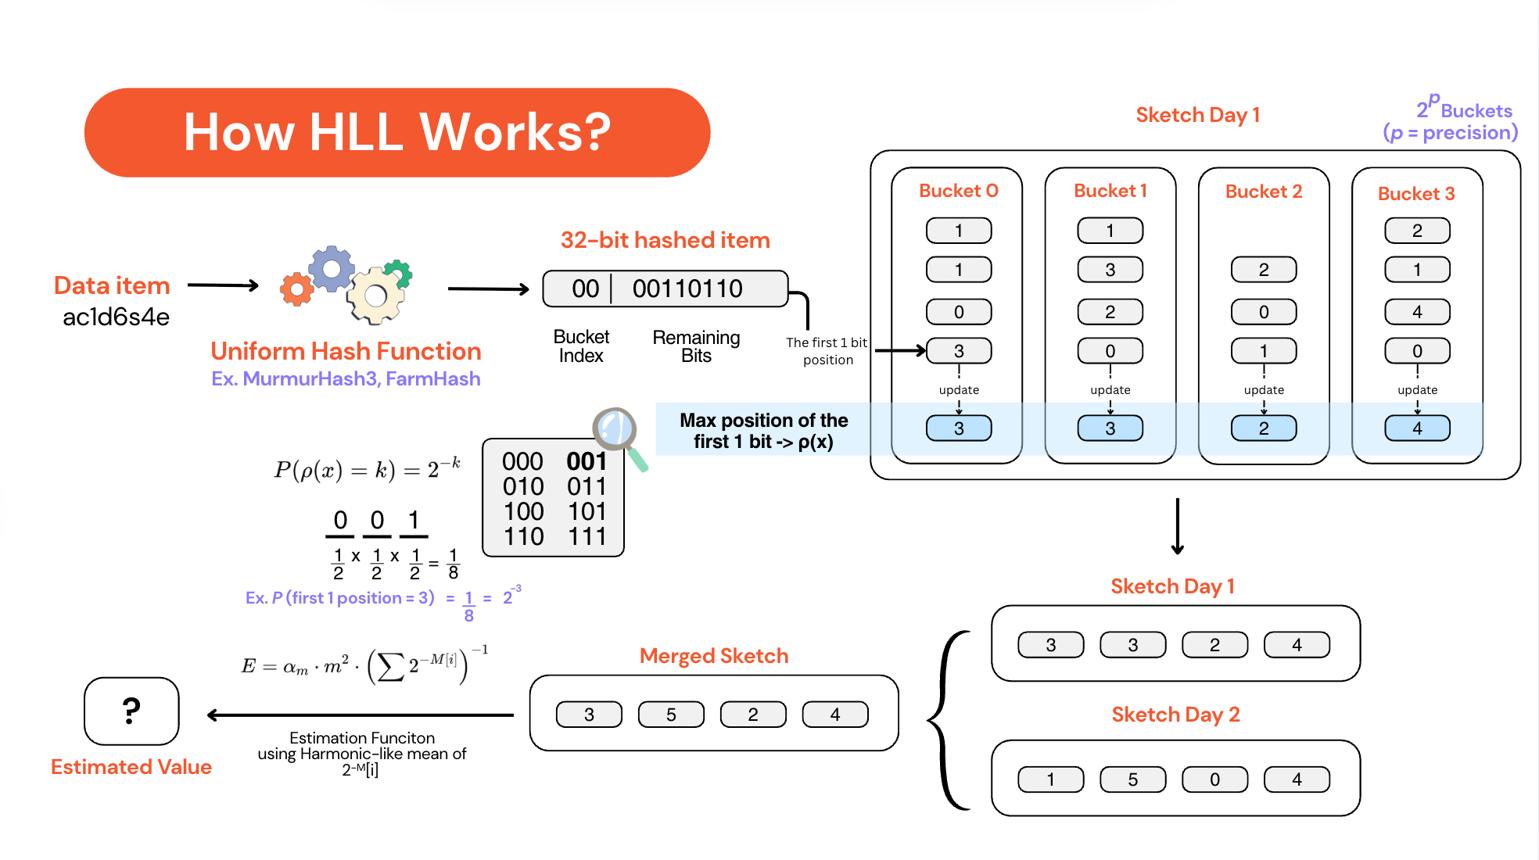 How HLL Works?
Data item
ac1d6s4e
Uniform Hash Function
Ex. MurmurHash3, FarmHash
32-bit hashed item
00 | 00110110
Bucket
Index
Remaining
Bits
The first 1 bit
position
Sketch Day 1
2^p Buckets
(p = precision)
Bucket 0
1
1
0
3
update
3
Bucket 1
1
3
2
0
update
3
Bucket 2
2
0
1
update
2
Bucket 3
2
1
4
0
update
4
Max position of the
first 1 bit -> ρ(x)
P(ρ(x) = k) = 2^{-k}
000 001
010 011
100 101
110 111
0 0 1
1/2 x 1/2 x 1/2 = 1/8
Ex. P (first 1 position = 3) = 1/8 = 2^{-3}
Sketch Day 1
3 3 2 4
Sketch Day 2
1 5 0 4
Merged Sketch
3 5 2 4
E = α_m · m^2 · (∑ 2^{-M[i]})^{-1}
Estimation Funciton
using Harmonic-like mean of
2^{-M}[i]
?
Estimated Value